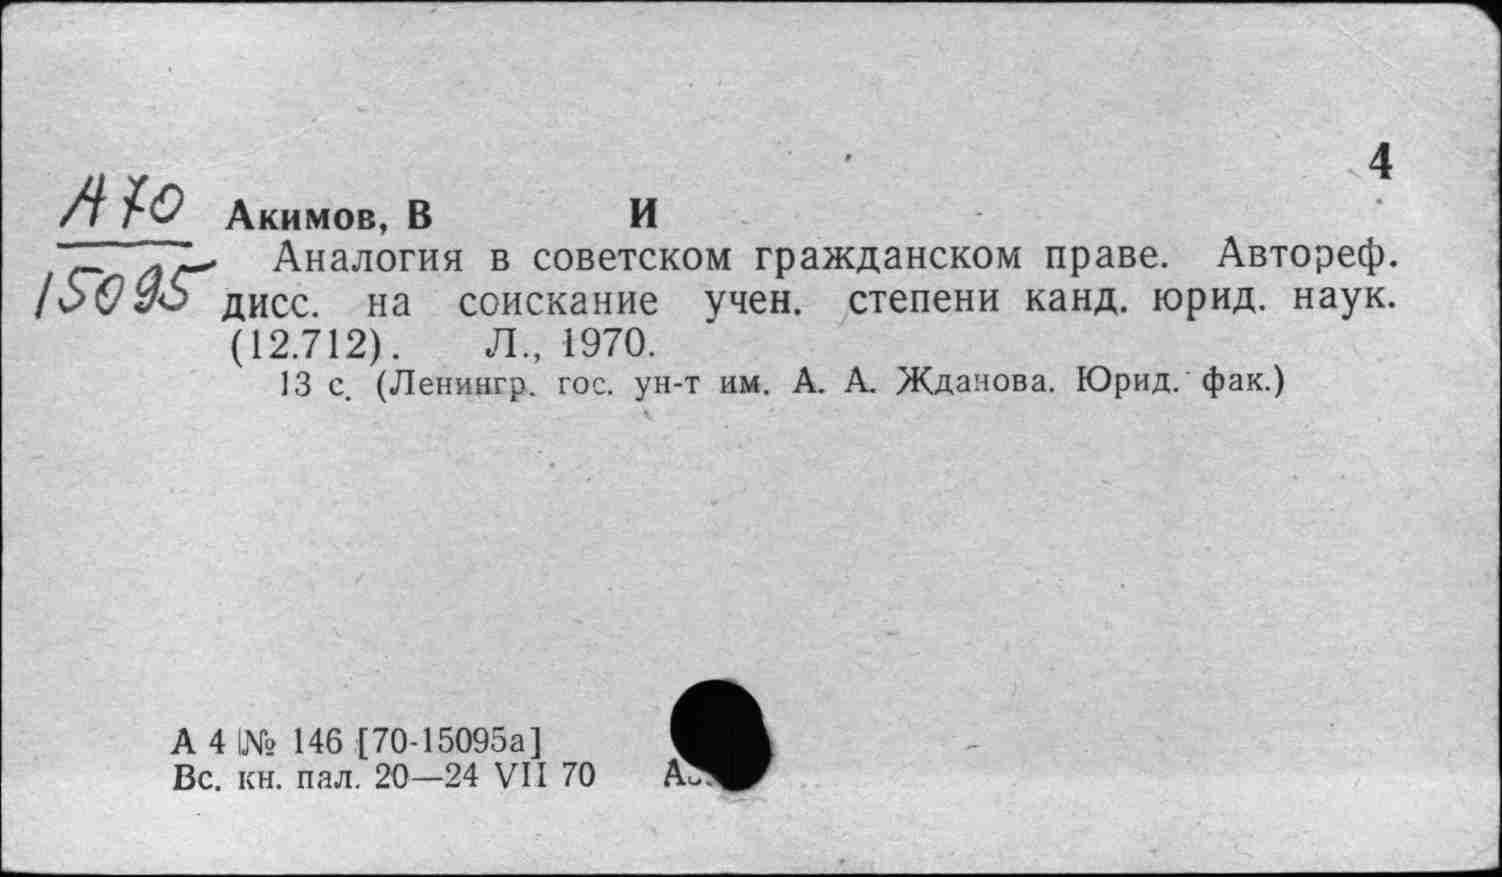 4
А70
Акимов, В И
15095
Аналогия в советском гражданском праве. Автореф.
дисс. на соискание учен. степени канд. юрид. наук.
(12.712). Л., 1970.
13 с. (Ленингр. гос. ун-т им. А. А. Жданова. Юрид. фак.)
А 4 № 146 [70-15095а]
Вс. кн. пал. 20—24 VII 70